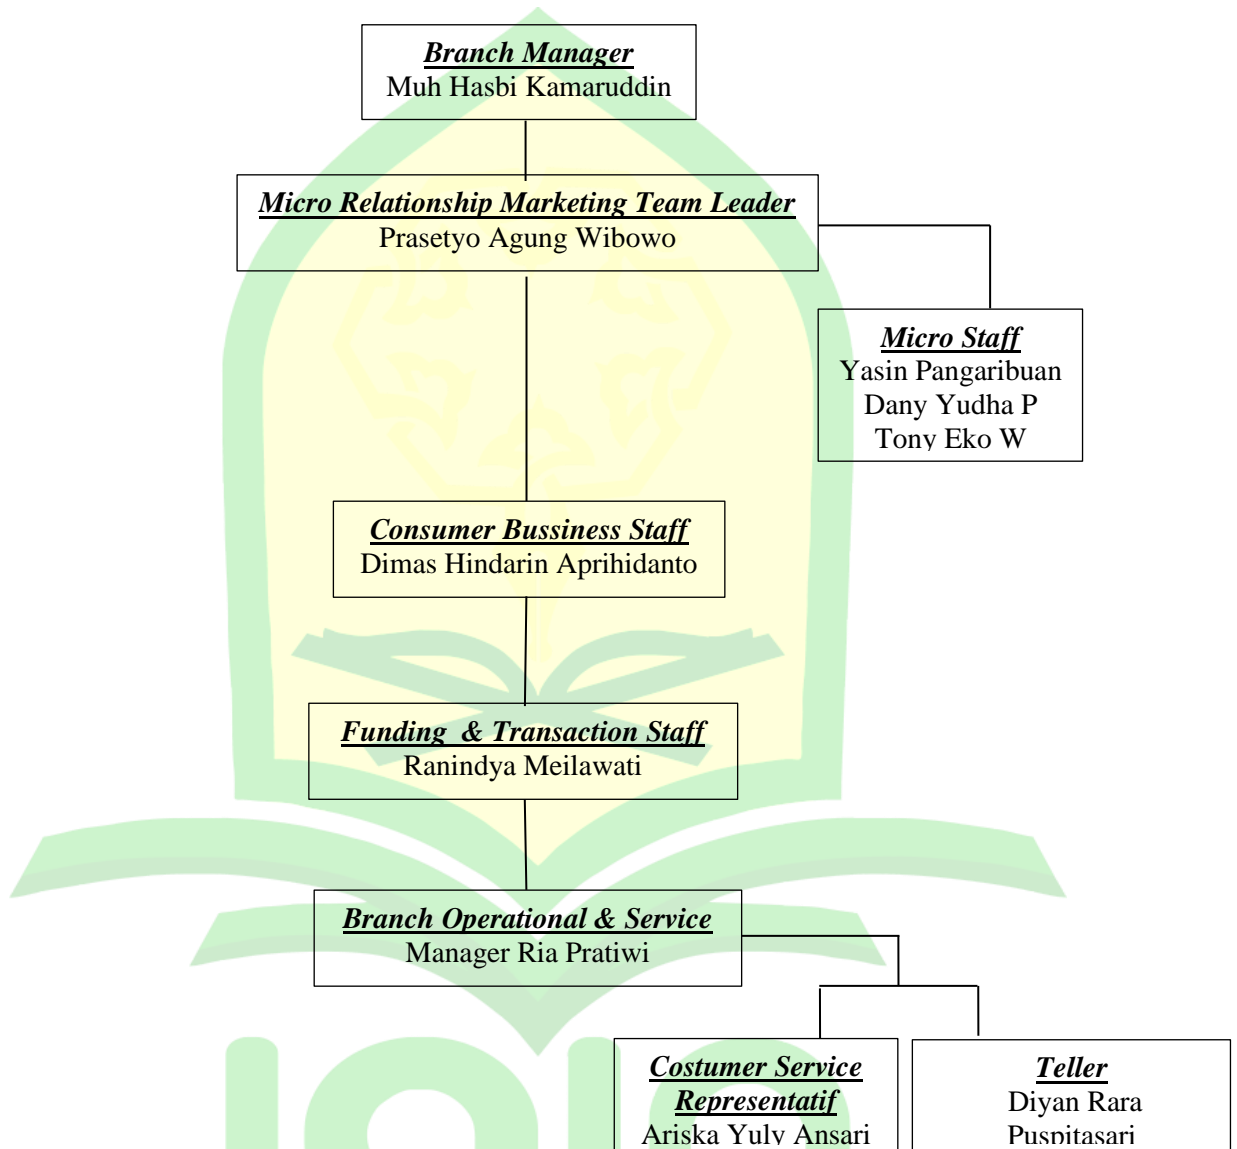 Branch Manager
Muh Hasbi Kamaruddin
Micro Relationship Marketing Team Leader
Prasetyo Agung Wibowo
Micro Staff
Yasin Pangaribuan
Dany Yudha P
Tony Eko W
Consumer Bussiness Staff
Dimas Hindarin Aprihidanto
Funding & Transaction Staff
Ranindya Meilawati
Branch Operational & Service
Manager Ria Pratiwi
Costumer Service
Representatif
Ariska Yuly Ansari
Teller
Diyan Rara
Puspitasari